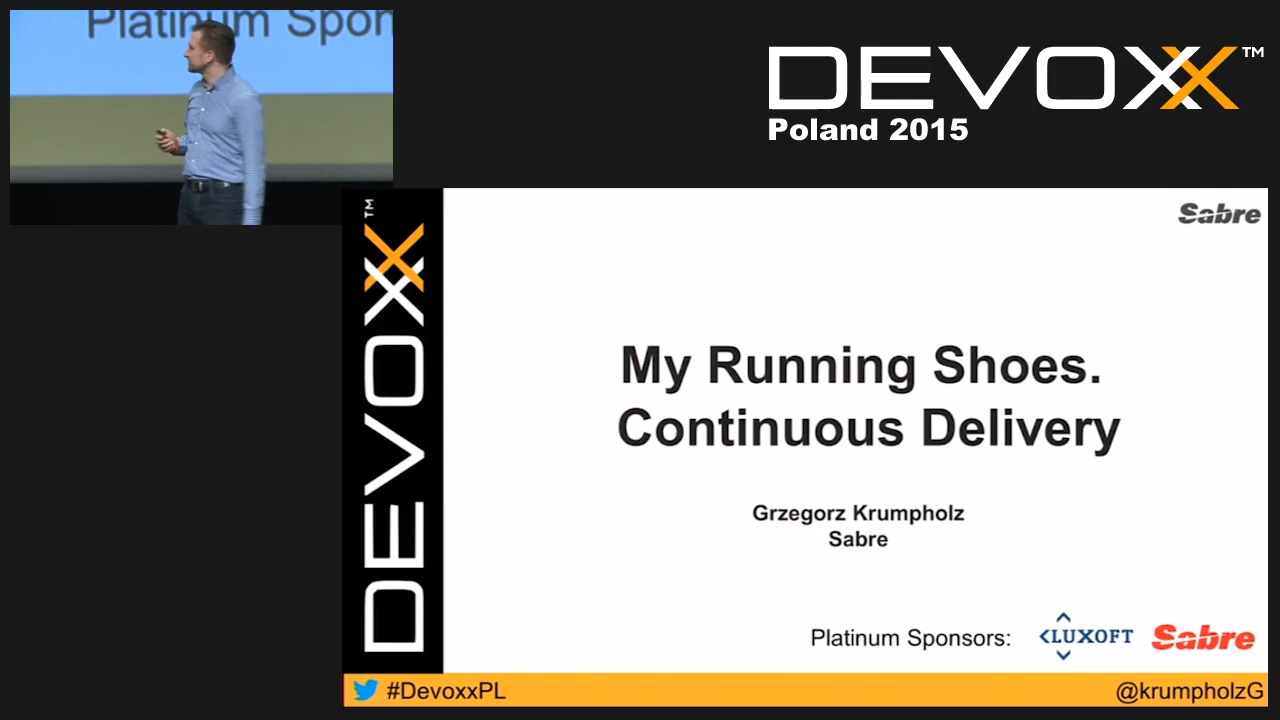 Platinum Spon
DEVOXX™
Poland 2015
DEVOXX™
Sabre
My Running Shoes.
Continuous Delivery
Grzegorz Krumpholz
Sabre
Platinum Sponsors:
LUXOFT
Sabre
#DevoxxPL
@krumpholzG